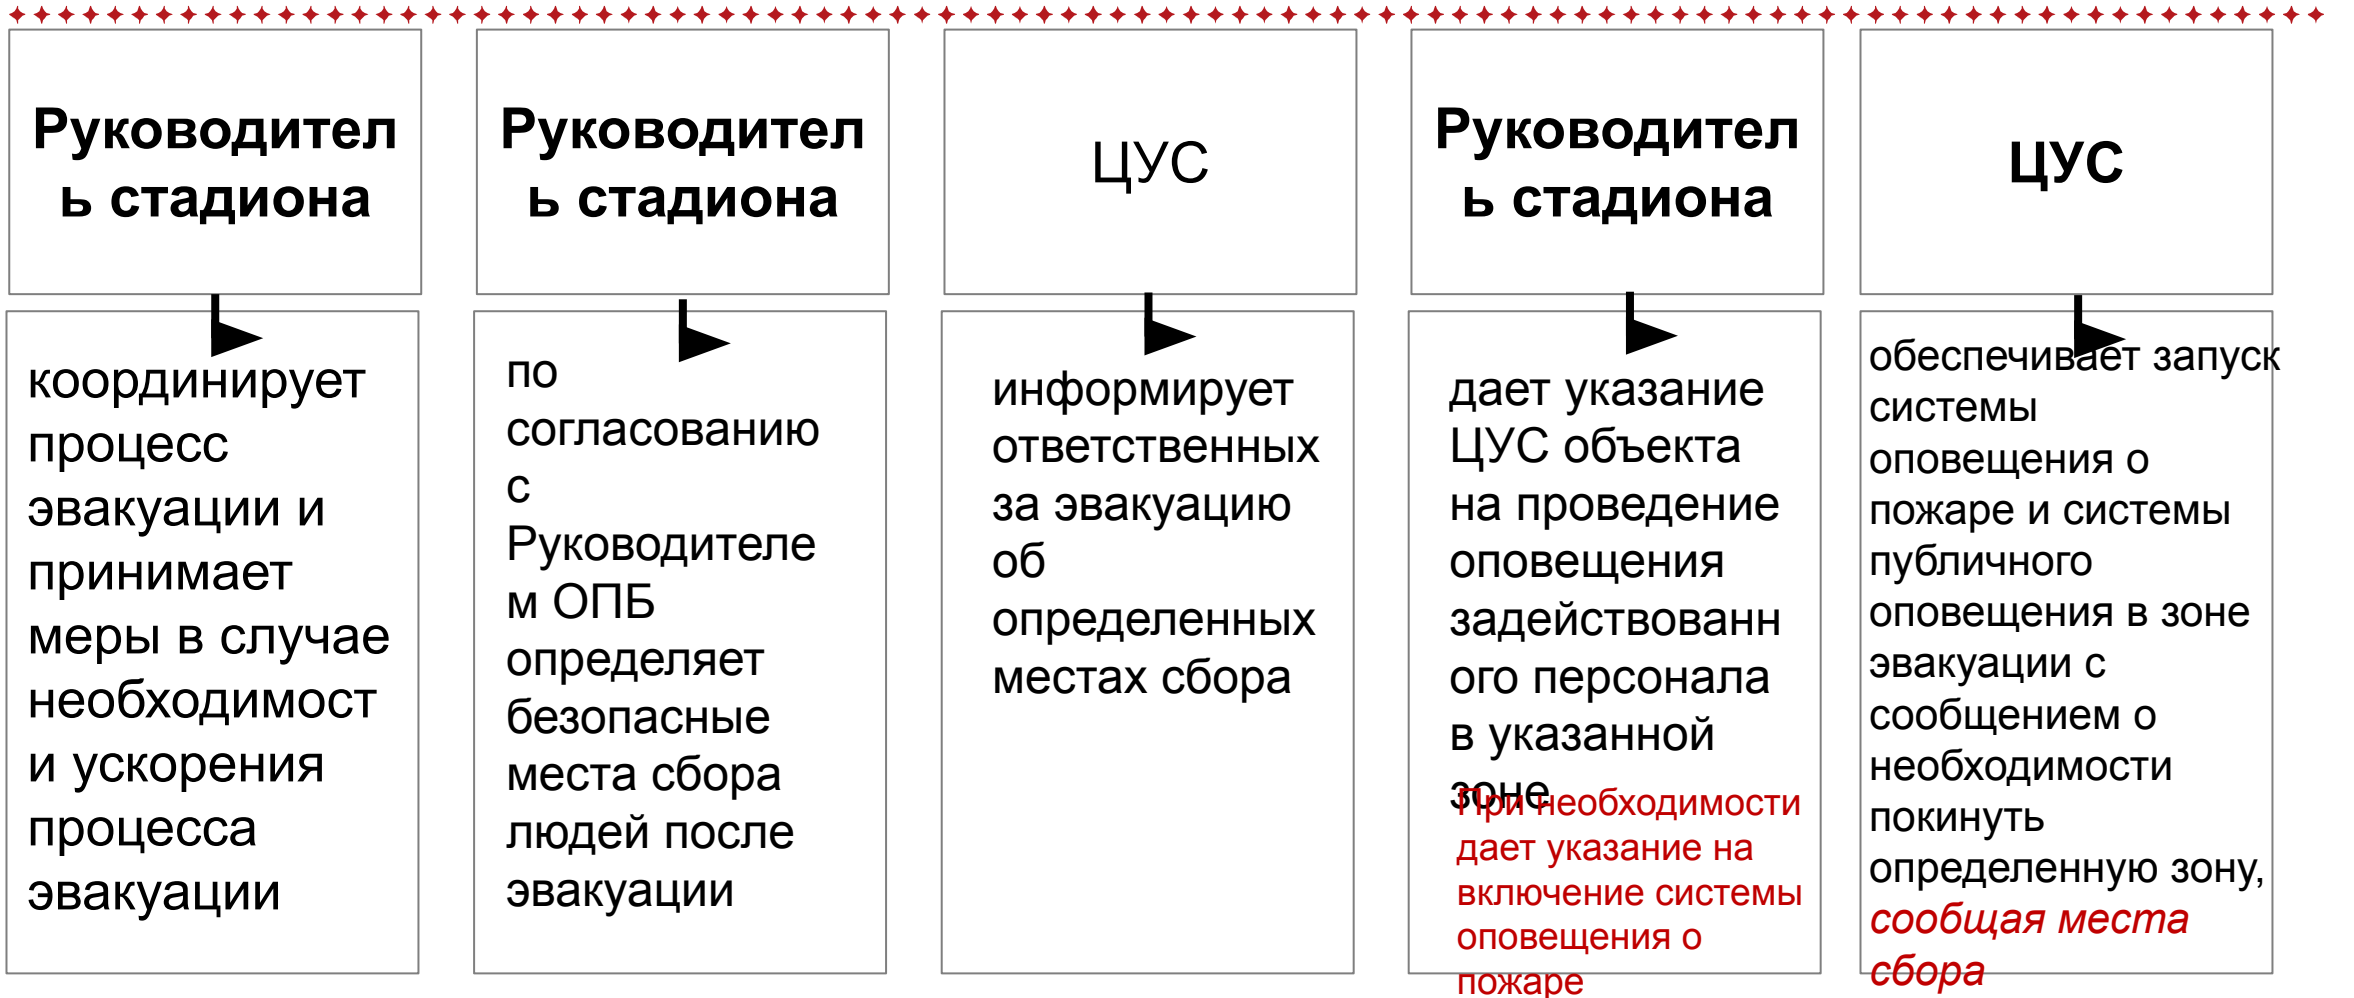 Руководител
ь стадиона
координирует
процесс
эвакуации и
принимает
меры в случае
необходимост
и ускорения
процесса
эвакуации
Руководител
ь стадиона
по
согласованию
с
Руководителе
м ОПБ
определяет
безопасные
места сбора
людей после
эвакуации
ЦУС
информирует
ответственных
за эвакуацию
об
определенных
местах сбора
Руководител
ь стадиона
дает указание
ЦУС объекта
на проведение
оповещения
задействованн
ого персонала
в указанной
зоне
При необходимости
дает указание на
включение системы
оповещения о
пожаре
ЦУС
обеспечивает запуск
системы
оповещения о
пожаре и системы
публичного
оповещения в зоне
эвакуации с
сообщением о
необходимости
покинуть
определенную зону,
сообщая места
сбора